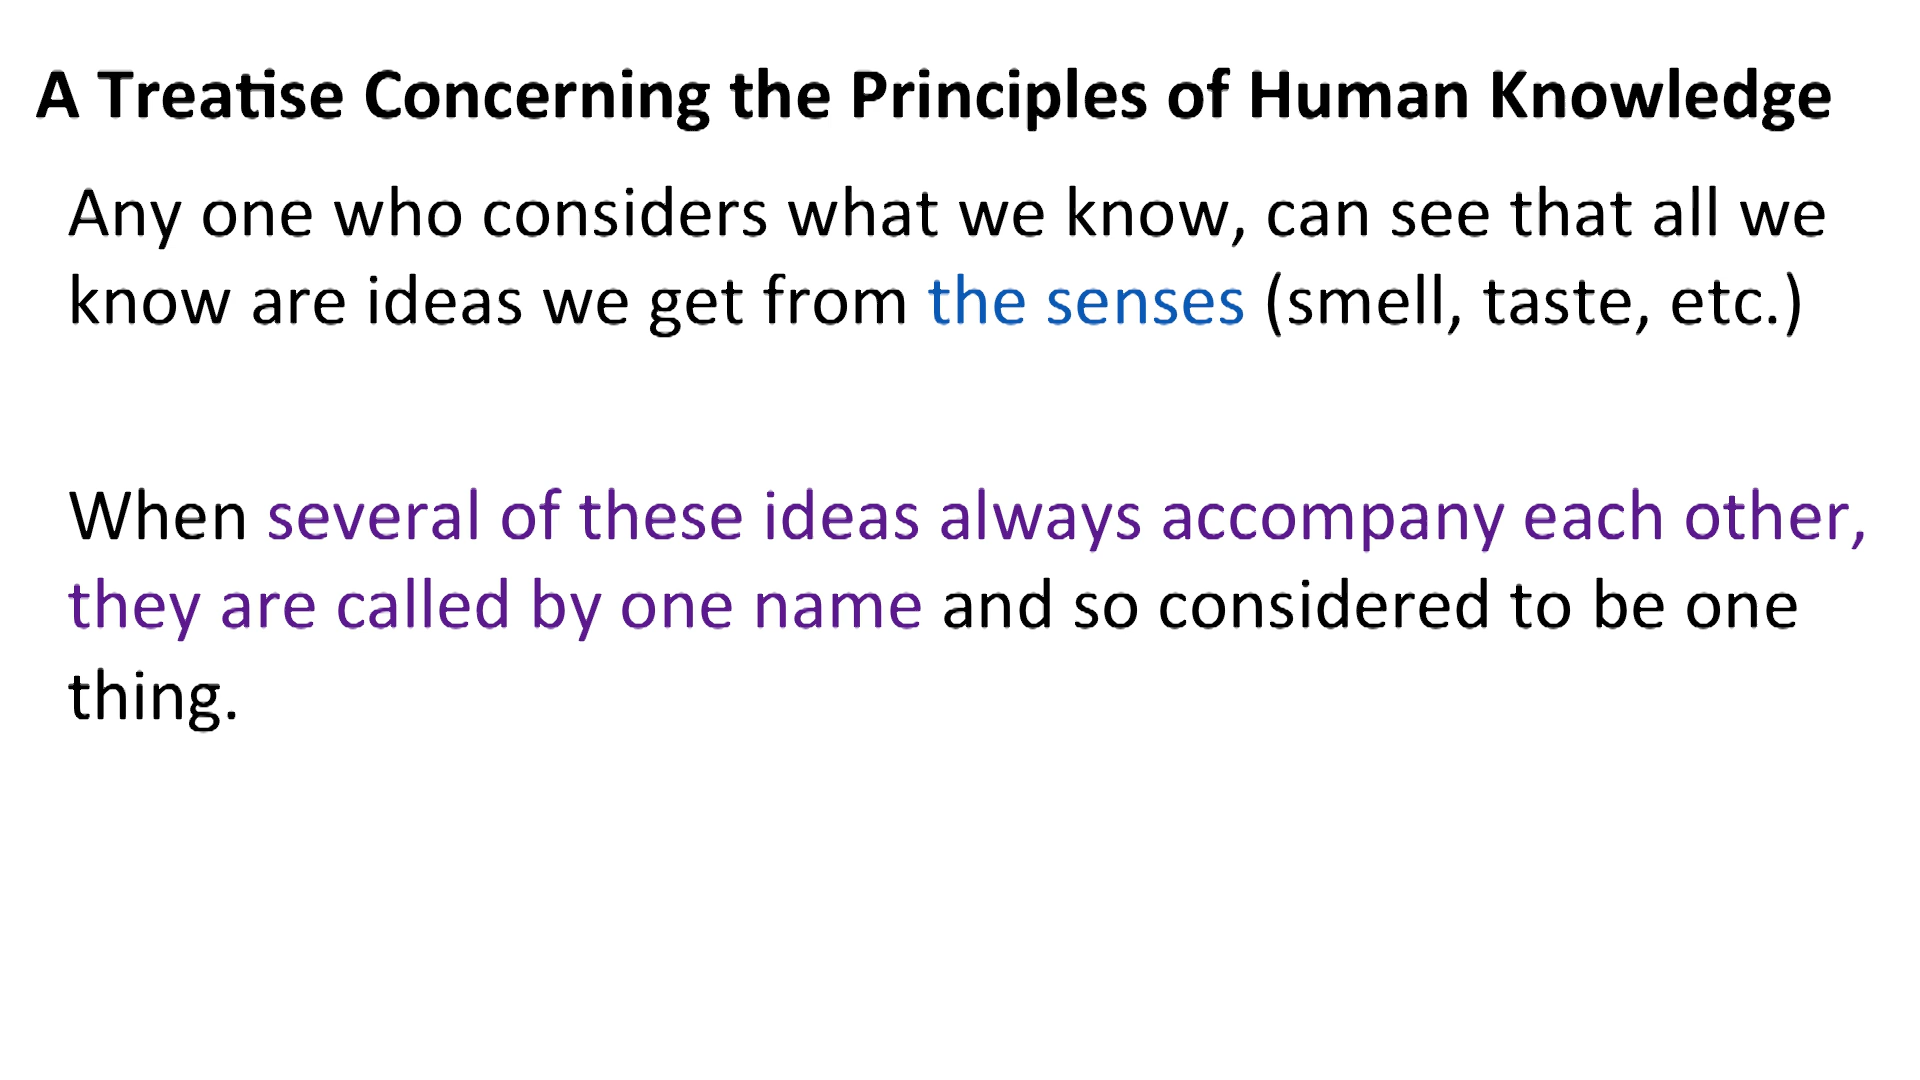 A Treatise Concerning the Principles of Human Knowledge
Any one who considers what we know, can see that all we
know are ideas we get from the senses (smell, taste, etc.)
When several of these ideas always accompany each other,
they are called by one name and so considered to be one
thing.